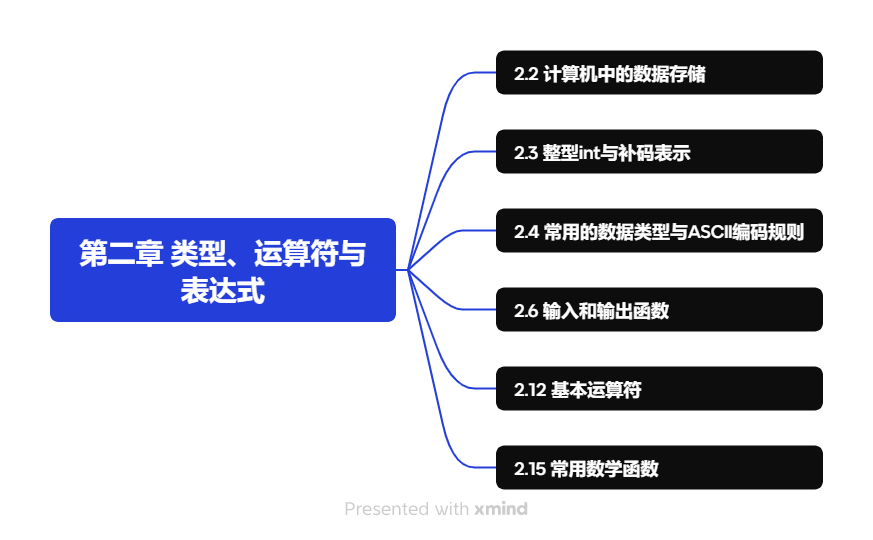 2.2 计算机中的数据存储
2.3 整型int与补码表示
第二章 类型、运算符与
表达式
2.4 常用的数据类型与ASCII编码规则
2.6 输入和输出函数
2.12 基本运算符
2.15 常用数学函数
Presented with xmind